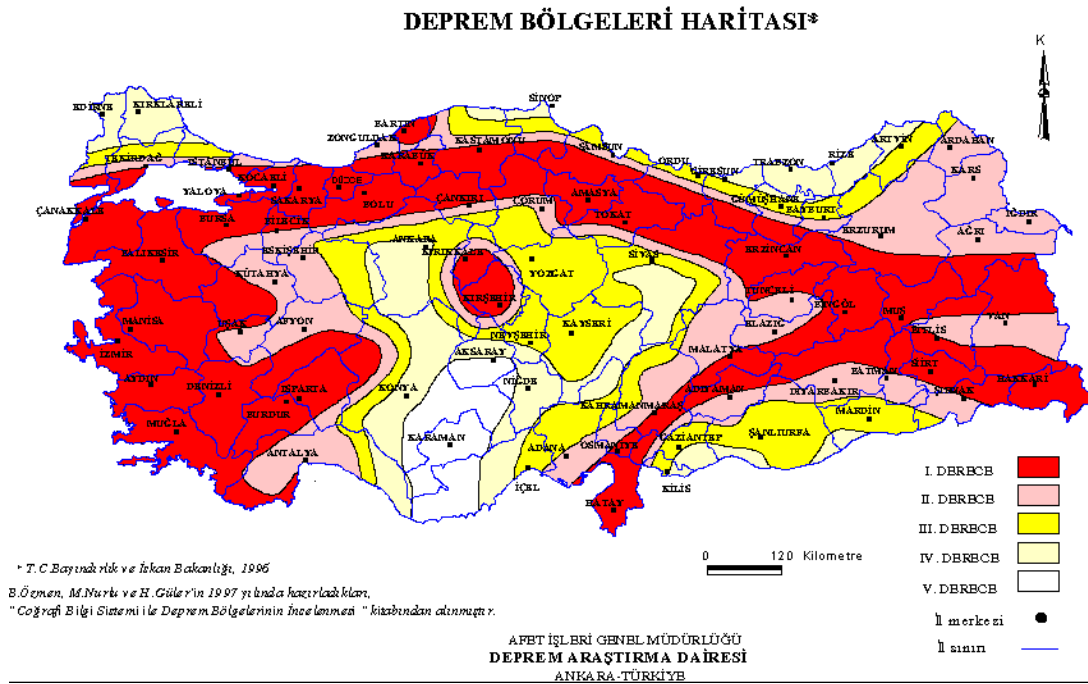 DEPREM BÖLGELERİ HARİTASI*
K
SİNOP
EDİRNE KIRKLARELİ
BARTIN
ZONGULDAK KASTAMONU ARTVİN ARDAHAN
KARABUK SAMSUN
TEKİRDAĞ İSTANBUL ORDU GİRESUN TRABZON RİZE KARS
KOCAELİ
YALOVA SAKARYA DÜZCE BOLU ÇANKIRI ÇORUM AMASYA GÜMÜŞHANE BAYBURT
ÇANAKKALE BURSA BİLECİK TOKAT IĞDIR
ERZURUM AĞRI
BALIKESİR ESKİŞEHİR ANKARA KIRIKKALE SİVAS ERZİNCAN
KÜTAHYA YOZGAT
TUNCELİ BİNGÖL
KIRŞEHİR
MANİSA UŞAK AFYON KAYSERİ ELAZIĞ MUŞ VAN
NEVŞEHİR BİTLİS
İZMİR AKSARAY MALATYA
SİİRT
AYDIN DENİZLİ ISPARTA KONYA NİĞDE ADIYAMAN BATMAN HAKKARİ
DİYARBAKIR ŞIRNAK
BURDUR KAHRAMANMARAŞ MARDİN
MUĞLA KARAMAN GAZİANTEP ŞANLIURFA
ANTALYA ADANA OSMANİYE
İÇEL KİLİS
HATAY
I. DERECE
II. DERECE
III. DERECE
IV. DERECE
V. DERECE
0 120 Kilometre
İl merkezi
İl sınırı
* T.C Bayındırlık ve İskan Bakanlığı, 1996
B.Özmen, M.Nurlu ve H.Güler'in 1997 yılında hazırladıkları,
" Coğrafi Bilgi Sistemi ile Deprem Bölgelerinin İncelenmesi " kitabından alınmıştır.
AFET İŞLERİ GENEL MÜDÜRLÜĞÜ
DEPREM ARAŞTIRMA DAİRESİ
ANKARA-TÜRKİYE